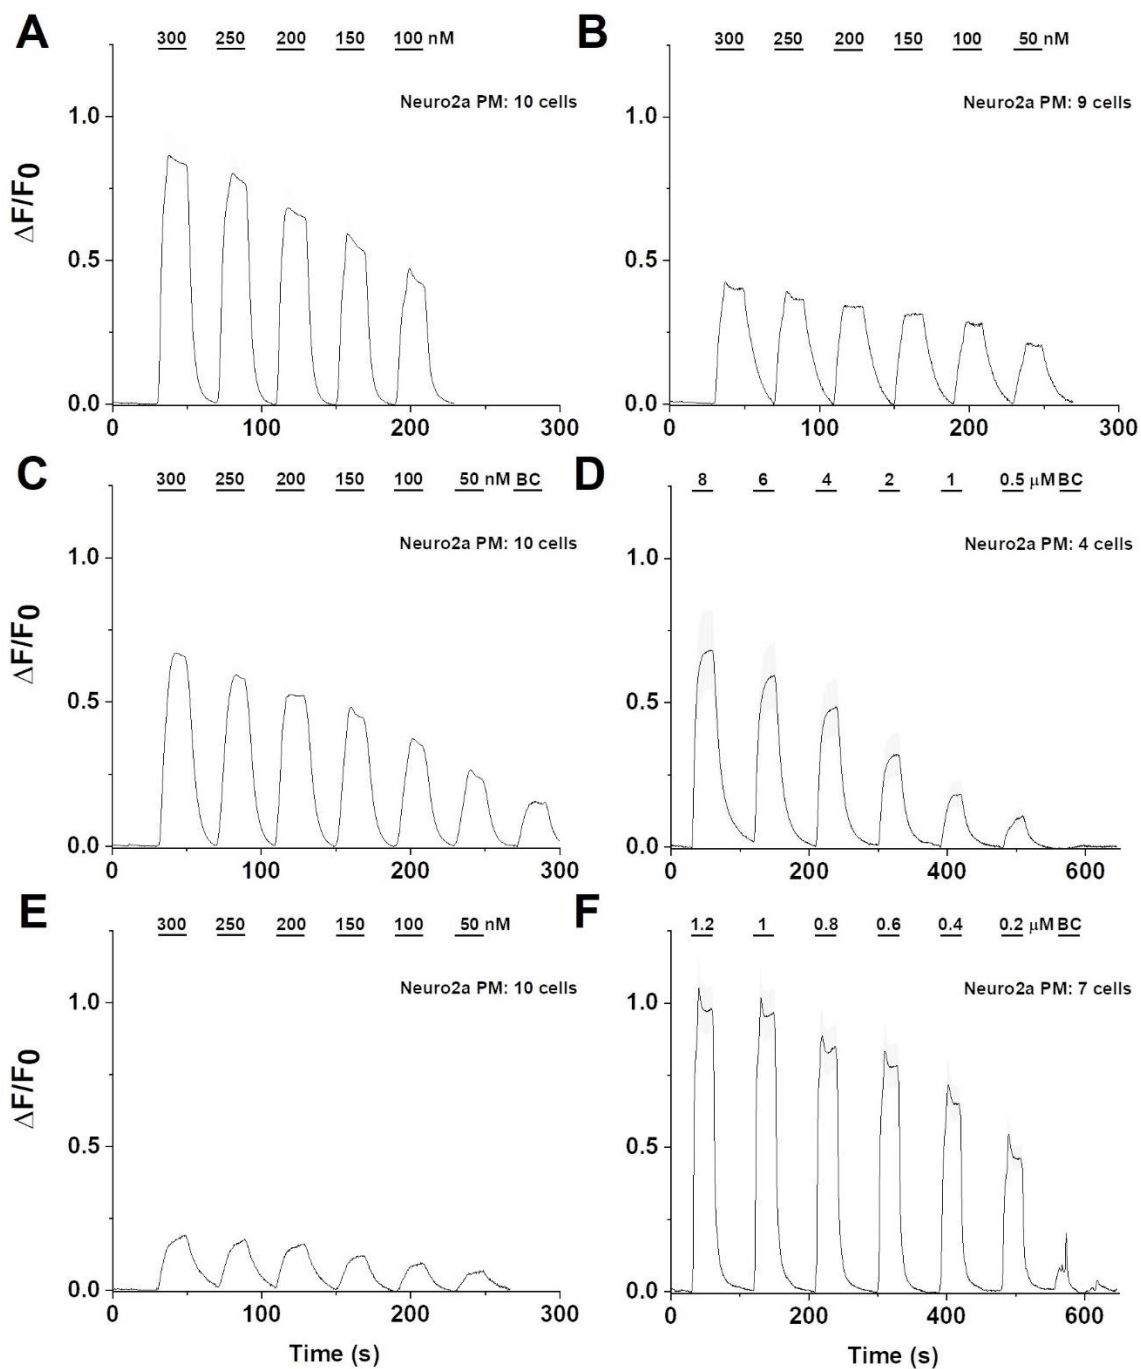 A
300 250 200 150 100 nM
Neuro2a PM: 10 cells
1.0
0.5
0.0
ΔF/F0
0 100 200 300
B
300 250 200 150 100 50 nM
Neuro2a PM: 9 cells
1.0
0.5
0.0
0 100 200 300
C
300 250 200 150 100 50 nM BC
Neuro2a PM: 10 cells
1.0
0.5
0.0
ΔF/F0
0 100 200 300
D
8 6 4 2 1 0.5 μM BC
Neuro2a PM: 4 cells
1.0
0.5
0.0
0 200 400 600
E
300 250 200 150 100 50 nM
Neuro2a PM: 10 cells
1.0
0.5
0.0
ΔF/F0
0 100 200 300
Time (s)
F
1.2 1 0.8 0.6 0.4 0.2 μM BC
Neuro2a PM: 7 cells
1.0
0.5
0.0
0 200 400 600
Time (s)